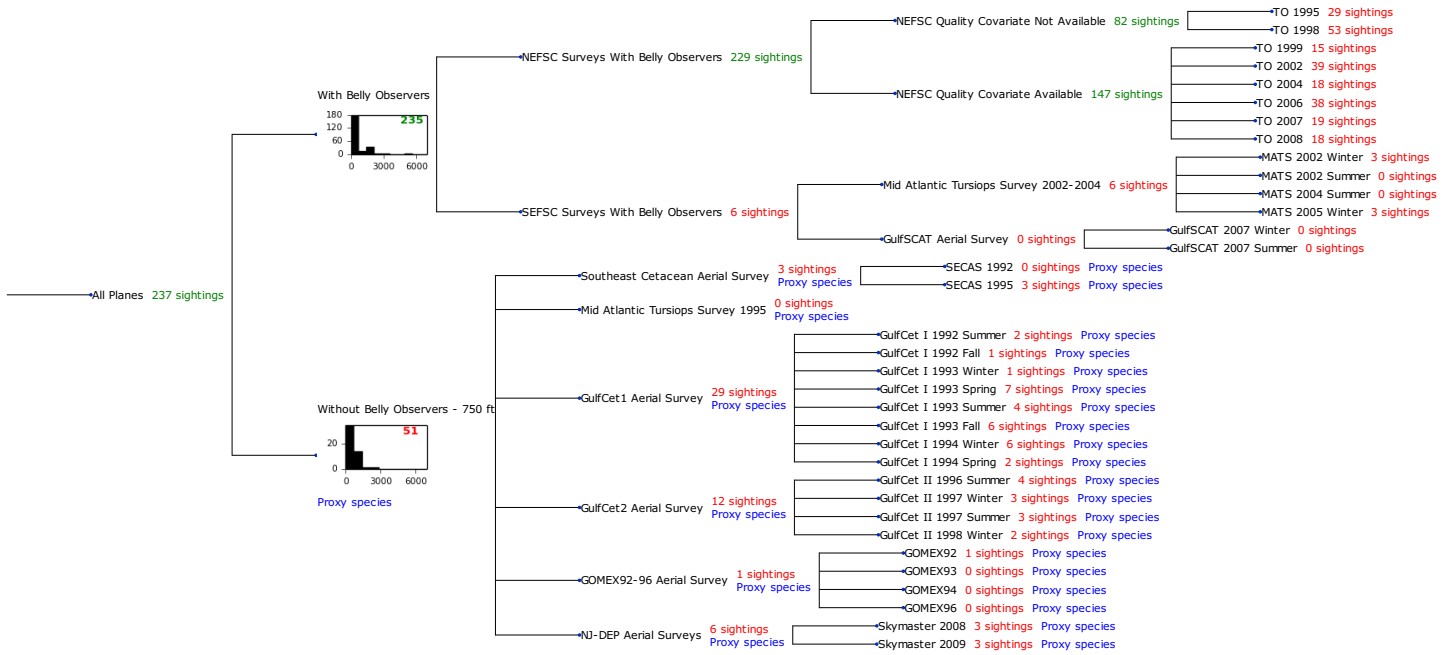 All Planes 237 sightings
With Belly Observers
235
180
120
60
0
0 3000 6000
NEFSC Surveys With Belly Observers 229 sightings
NEFSC Quality Covariate Not Available 82 sightings
TO 1995 29 sightings
TO 1998 53 sightings
NEFSC Quality Covariate Available 147 sightings
TO 1999 15 sightings
TO 2002 39 sightings
TO 2004 18 sightings
TO 2006 38 sightings
TO 2007 19 sightings
TO 2008 18 sightings
SEFSC Surveys With Belly Observers 6 sightings
Mid Atlantic Tursiops Survey 2002-2004 6 sightings
MATS 2002 Winter 3 sightings
MATS 2002 Summer 0 sightings
MATS 2004 Summer 0 sightings
MATS 2005 Winter 3 sightings
GulfSCAT Aerial Survey 0 sightings
GulfSCAT 2007 Winter 0 sightings
GulfSCAT 2007 Summer 0 sightings
Without Belly Observers - 750 ft
51
20
0
0 3000 6000
Proxy species
Southeast Cetacean Aerial Survey 3 sightings
Proxy species
SECAS 1992 0 sightings Proxy species
SECAS 1995 3 sightings Proxy species
Mid Atlantic Tursiops Survey 1995 0 sightings
Proxy species
GulfCet1 Aerial Survey 29 sightings
Proxy species
GulfCet I 1992 Summer 2 sightings Proxy species
GulfCet I 1992 Fall 1 sightings Proxy species
GulfCet I 1993 Winter 1 sightings Proxy species
GulfCet I 1993 Spring 7 sightings Proxy species
GulfCet I 1993 Summer 4 sightings Proxy species
GulfCet I 1993 Fall 6 sightings Proxy species
GulfCet I 1994 Winter 6 sightings Proxy species
GulfCet I 1994 Spring 2 sightings Proxy species
GulfCet2 Aerial Survey 12 sightings
Proxy species
GulfCet II 1996 Summer 4 sightings Proxy species
GulfCet II 1997 Winter 3 sightings Proxy species
GulfCet II 1997 Summer 3 sightings Proxy species
GulfCet II 1998 Winter 2 sightings Proxy species
GOMEX92-96 Aerial Survey 1 sightings
Proxy species
GOMEX92 1 sightings Proxy species
GOMEX93 0 sightings Proxy species
GOMEX94 0 sightings Proxy species
GOMEX96 0 sightings Proxy species
NJ-DEP Aerial Surveys 6 sightings
Proxy species
Skymaster 2008 3 sightings Proxy species
Skymaster 2009 3 sightings Proxy species